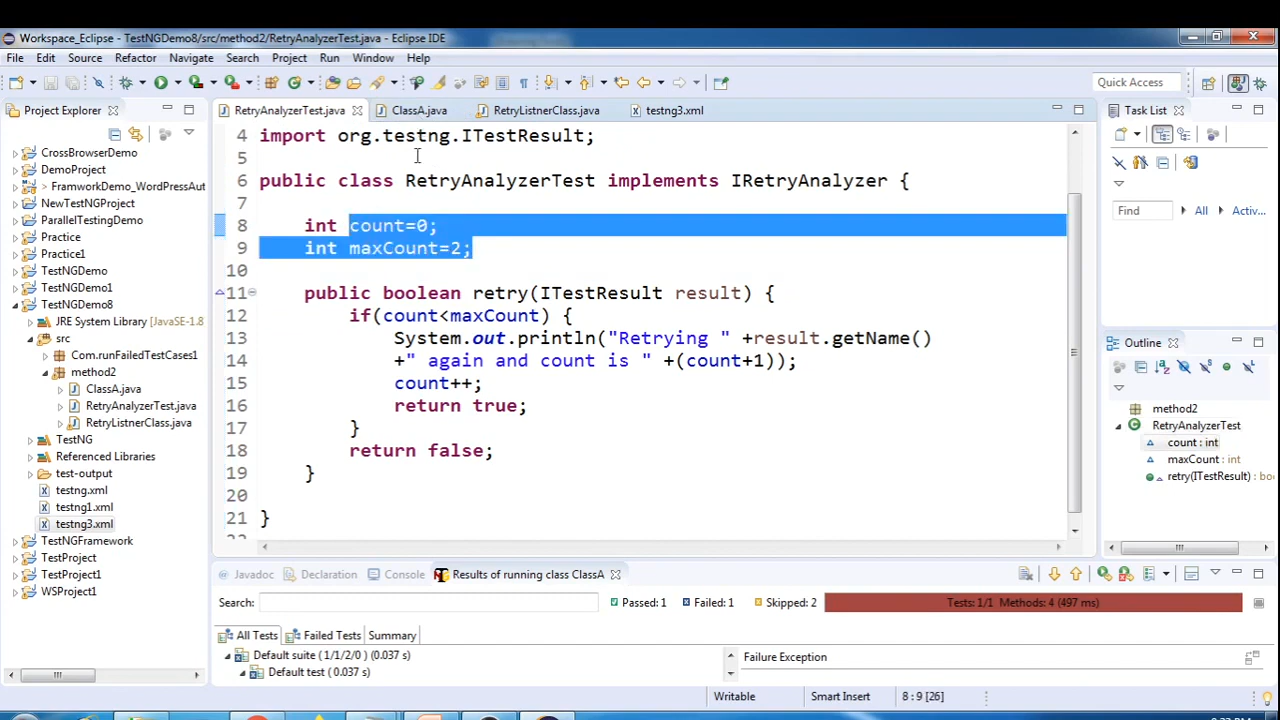 Workspace_Eclipse - TestNGDemo8/src/method2/RetryAnalyzerTest.java - Eclipse IDE
File Edit Source Refactor Navigate Search Project Run Window Help
Quick Access
Project Explorer
RetryAnalyzerTest.java ClassA.java RetryListnerClass.java testng3.xml
Task List
CrossBrowserDemo
DemoProject
> FramworkDemo_WordPressAut
NewTestNGProject
ParallelTestingDemo
Practice
Practice1
TestNGDemo
TestNGDemo1
TestNGDemo8
JRE System Library [JavaSE-1.8
src
Com.runFailedTestCases1
method2
ClassA.java
RetryAnalyzerTest.java
RetryListnerClass.java
TestNG
Referenced Libraries
test-output
testng.xml
testng1.xml
testng3.xml
TestNGFramework
TestProject
TestProject1
WSProject1
4 import org.testng.ITestResult;
5
6 public class RetryAnalyzerTest implements IRetryAnalyzer {
7
8 int count=0;
9 int maxCount=2;
10
11 public boolean retry(ITestResult result) {
12 if(count<maxCount) {
13 System.out.println("Retrying " +result.getName()
14 +" again and count is " +(count+1));
15 count++;
16 return true;
17 }
18 return false;
19 }
20
21 }
Find All Activ...
Outline
method2
RetryAnalyzerTest
count : int
maxCount : int
retry(ITestResult) : boo
Javadoc Declaration Console Results of running class ClassA
Search: Passed: 1 Failed: 1 Skipped: 2 Tests: 1/1 Methods: 4 (497 ms)
All Tests Failed Tests Summary
Default suite ( 1/1/2/0 ) (0.037 s)
Default test ( 0.037 s)
Failure Exception
Writable Smart Insert 8 : 9 [26]